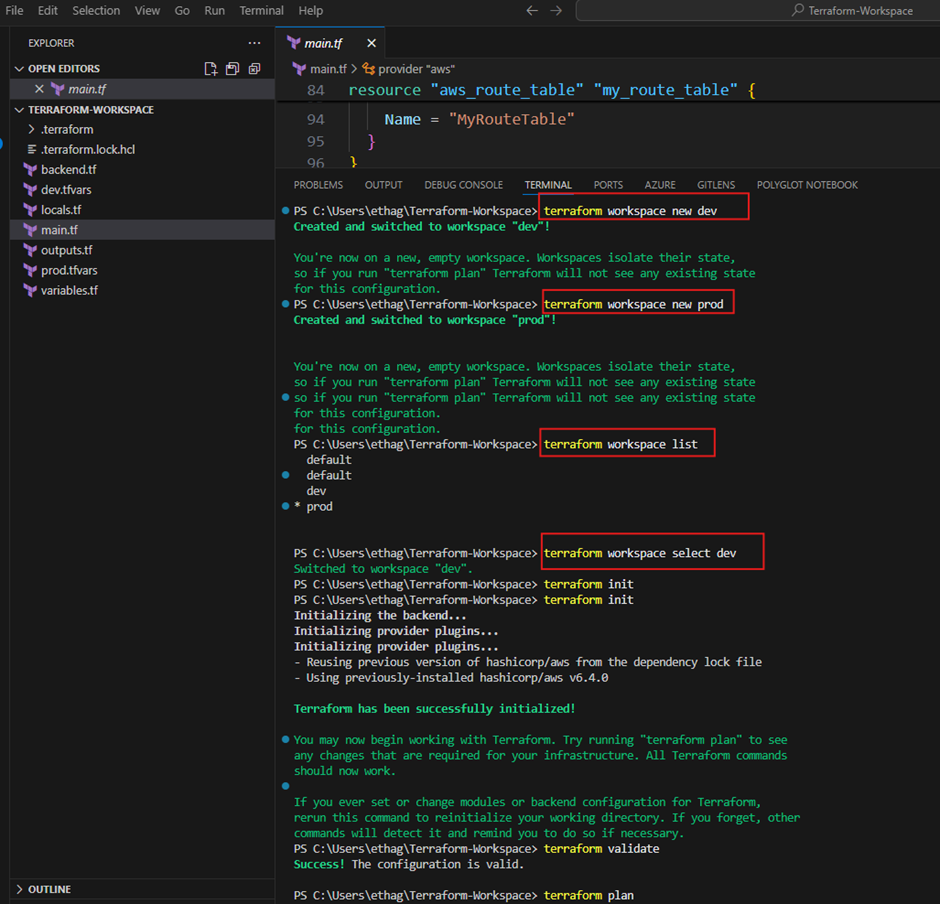 File Edit Selection View Go Run Terminal Help
Terraform-Workspace
EXPLORER
OPEN EDITORS
main.tf
TERRAFORM-WORKSPACE
.terraform
.terraform.lock.hcl
backend.tf
dev.tfvars
locals.tf
main.tf
outputs.tf
prod.tfvars
variables.tf
OUTLINE
main.tf
main.tf > provider "aws"
84 resource "aws_route_table" "my_route_table" {
94 Name = "MyRouteTable"
95 }
96 }
PROBLEMS OUTPUT DEBUG CONSOLE TERMINAL PORTS AZURE GITLENS POLYGLOT NOTEBOOK
PS C:\Users\ethag\Terraform-Workspace> terraform workspace new dev
Created and switched to workspace "dev"!
You're now on a new, empty workspace. Workspaces isolate their state,
so if you run "terraform plan" Terraform will not see any existing state
for this configuration.
PS C:\Users\ethag\Terraform-Workspace> terraform workspace new prod
Created and switched to workspace "prod"!
You're now on a new, empty workspace. Workspaces isolate their state,
so if you run "terraform plan" Terraform will not see any existing state
so if you run "terraform plan" Terraform will not see any existing state
for this configuration.
for this configuration.
PS C:\Users\ethag\Terraform-Workspace> terraform workspace list
default
default
dev
* prod
PS C:\Users\ethag\Terraform-Workspace> terraform workspace select dev
Switched to workspace "dev".
PS C:\Users\ethag\Terraform-Workspace> terraform init
PS C:\Users\ethag\Terraform-Workspace> terraform init
Initializing the backend...
Initializing provider plugins...
Initializing provider plugins...
- Reusing previous version of hashicorp/aws from the dependency lock file
- Using previously-installed hashicorp/aws v6.4.0
Terraform has been successfully initialized!
You may now begin working with Terraform. Try running "terraform plan" to see
any changes that are required for your infrastructure. All Terraform commands
should now work.
If you ever set or change modules or backend configuration for Terraform,
rerun this command to reinitialize your working directory. If you forget, other
commands will detect it and remind you to do so if necessary.
PS C:\Users\ethag\Terraform-Workspace> terraform validate
Success! The configuration is valid.
PS C:\Users\ethag\Terraform-Workspace> terraform plan